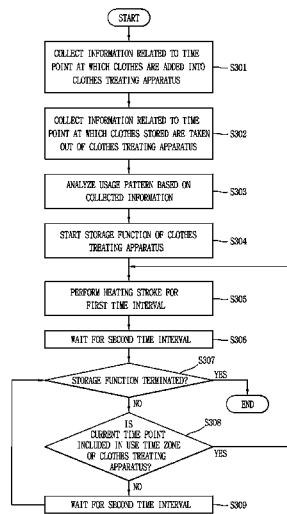 START
COLLECT INFORMATION RELATED TO TIME
POINT AT WHICH CLOTHES ARE ADDED INTO
CLOTHES TREATING APPARATUS
S301
COLLECT INFORMATION RELATED TO TIME
POINT AT WHICH CLOTHES STORED ARE TAKEN
OUT OF CLOTHES TREATING APPARATUS
S302
ANALYZE USAGE PATTERN BASED ON
COLLECTED INFORMATION
S303
START STORAGE FUNCTION OF CLOTHES
TREATING APPARATUS
S304
PERFORM HEATING STROKE FOR
FIRST TIME INTERVAL
S305
WAIT FOR SECOND TIME INTERVAL
S306
S307
STORAGE FUNCTION TERMINATED?
YES
END
NO
S308
IS
CURRENT TIME POINT
INCLUDED IN USE TIME ZONE
OF CLOTHES TREATING
APPARATUS?
YES
NO
WAIT FOR SECOND TIME INTERVAL
S309